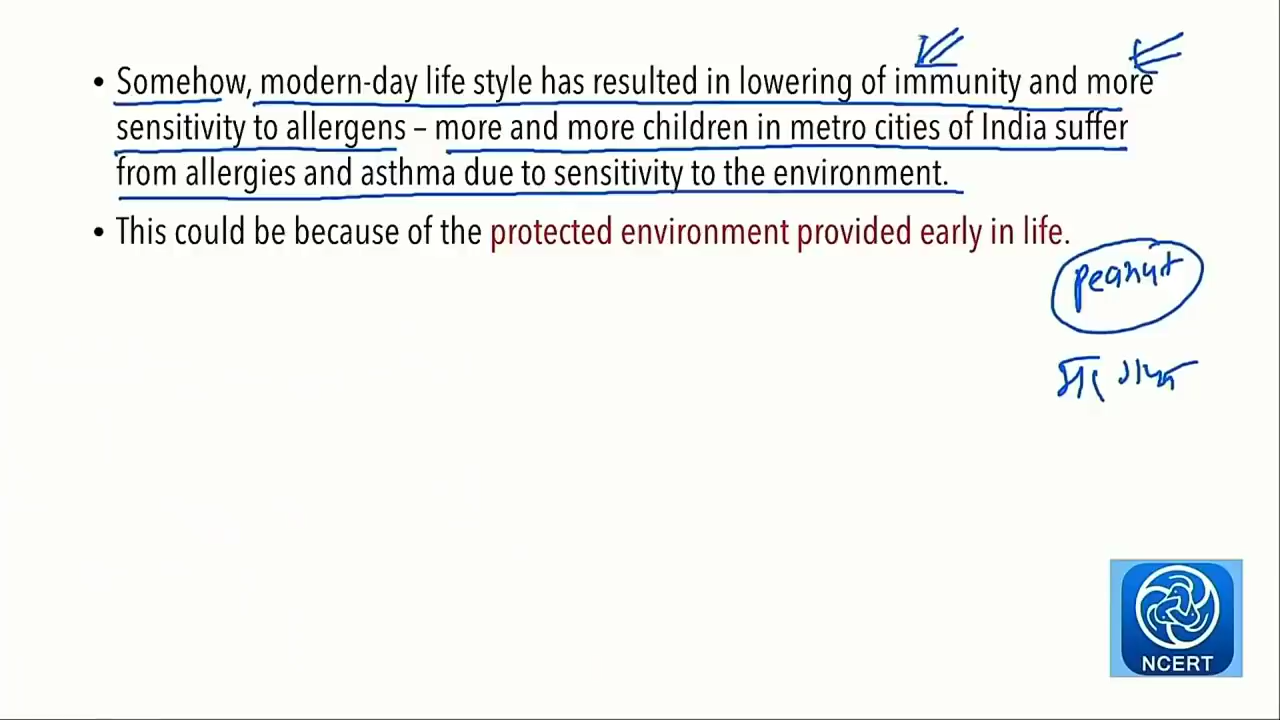 • Somehow, modern-day life style has resulted in lowering of immunity and more
sensitivity to allergens – more and more children in metro cities of India suffer
from allergies and asthma due to sensitivity to the environment.
• This could be because of the protected environment provided early in life.
peanut
NCERT